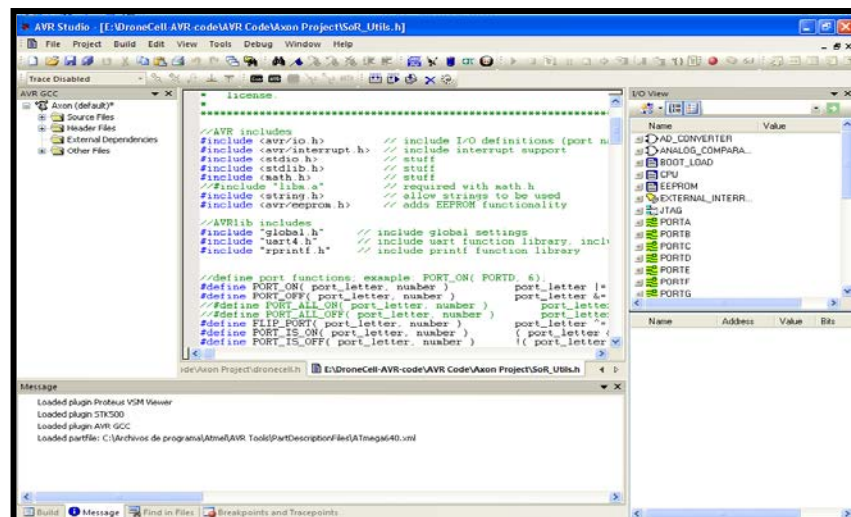 AVR Studio - [E:\DroneCell-AVR-code\AVR Code\Axon Project\SoR_Utils.h]
File Project Build Edit View Tools Debug Window Help
Trace Disabled
AVR GCC
Axon (default)*
Source Files
Header Files
External Dependencies
Other Files
* license.
*
//AVR includes
#include <avr/io.h> // include I/O definitions (port n
#include <avr/interrupt.h> // include interrupt support
#include <stdio.h> // stuff
#include <stdlib.h> // stuff
#include <math.h> // stuff
//#include "libm.a" // required with math.h
#include <string.h> // allow strings to be used
#include <avr/eeprom.h> // adds EEPROM functionality
//AVRlib includes
#include "global.h" // include global settings
#include "uart4.h" // include uart function library, incl
#include "rprintf.h" // include printf function library
//define port functions; example: PORT_ON( PORTD, 6);
#define PORT_ON( port_letter, number ) port_letter |=
#define PORT_OFF( port_letter, number ) port_letter &=
//#define PORT_ALL_ON( port_letter, number ) port_lette
//#define PORT_ALL_OFF( port_letter, number ) port_lette
#define FLIP_PORT( port_letter, number ) port_letter ^=
#define PORT_IS_ON( port_letter, number ) ( port_letter &
#define PORT_IS_OFF( port_letter, number ) !( port_letter
ode\Axon Project\dronecell.h E:\DroneCell-AVR-code\AVR Code\Axon Project\SoR_Utils.h
I/O View
Name Value
AD_CONVERTER
ANALOG_COMPARA...
BOOT_LOAD
CPU
EEPROM
EXTERNAL_INTERR...
JTAG
PORTA
PORTB
PORTC
PORTD
PORTE
PORTF
PORTG
Name Address Value Bits
Message
Loaded plugin Proteus VSM Viewer
Loaded plugin STK500
Loaded plugin AVR GCC
Loaded partfile: C:\Archivos de programa\Atmel\AVR Tools\PartDescriptionFiles\ATmega640.xml
Build Message Find in Files Breakpoints and Tracepoints